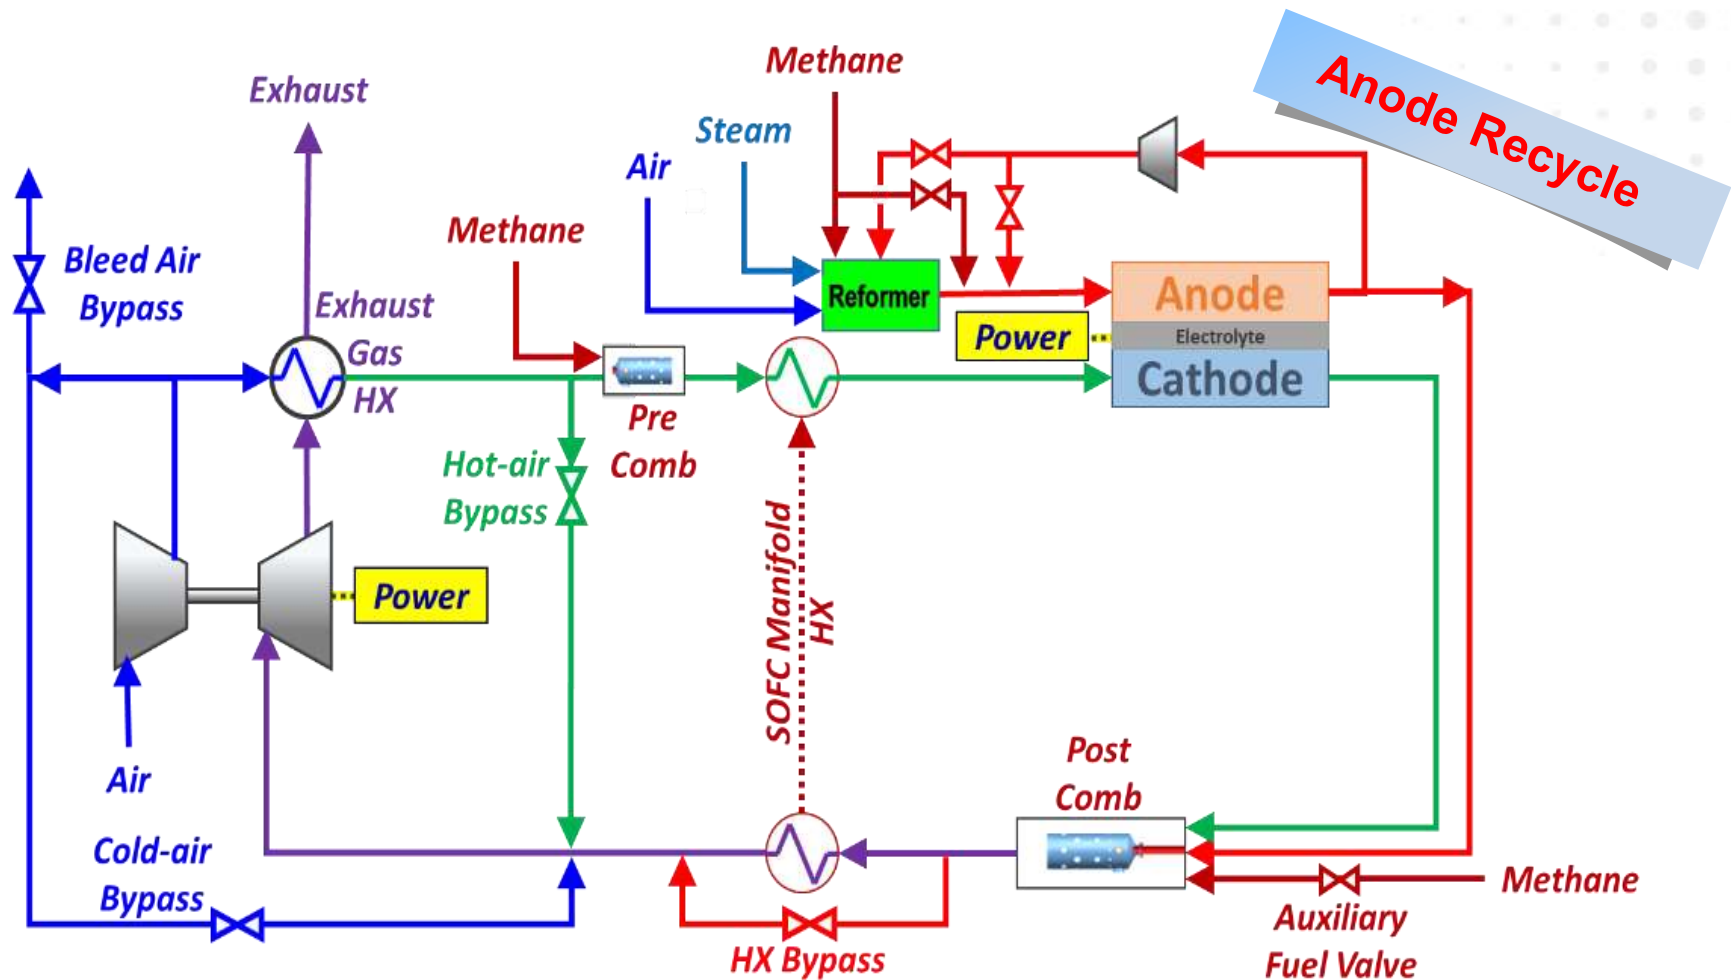 Anode Recycle
Methane
Exhaust
Steam
Air
Methane
Bleed Air
Bypass
Exhaust
Gas
HX
Reformer
Anode
Electrolyte
Cathode
Power
Pre
Comb
Hot-air
Bypass
SOFC Manifold
HX
Power
Air
Post
Comb
Cold-air
Bypass
Methane
Auxiliary
Fuel Valve
HX Bypass